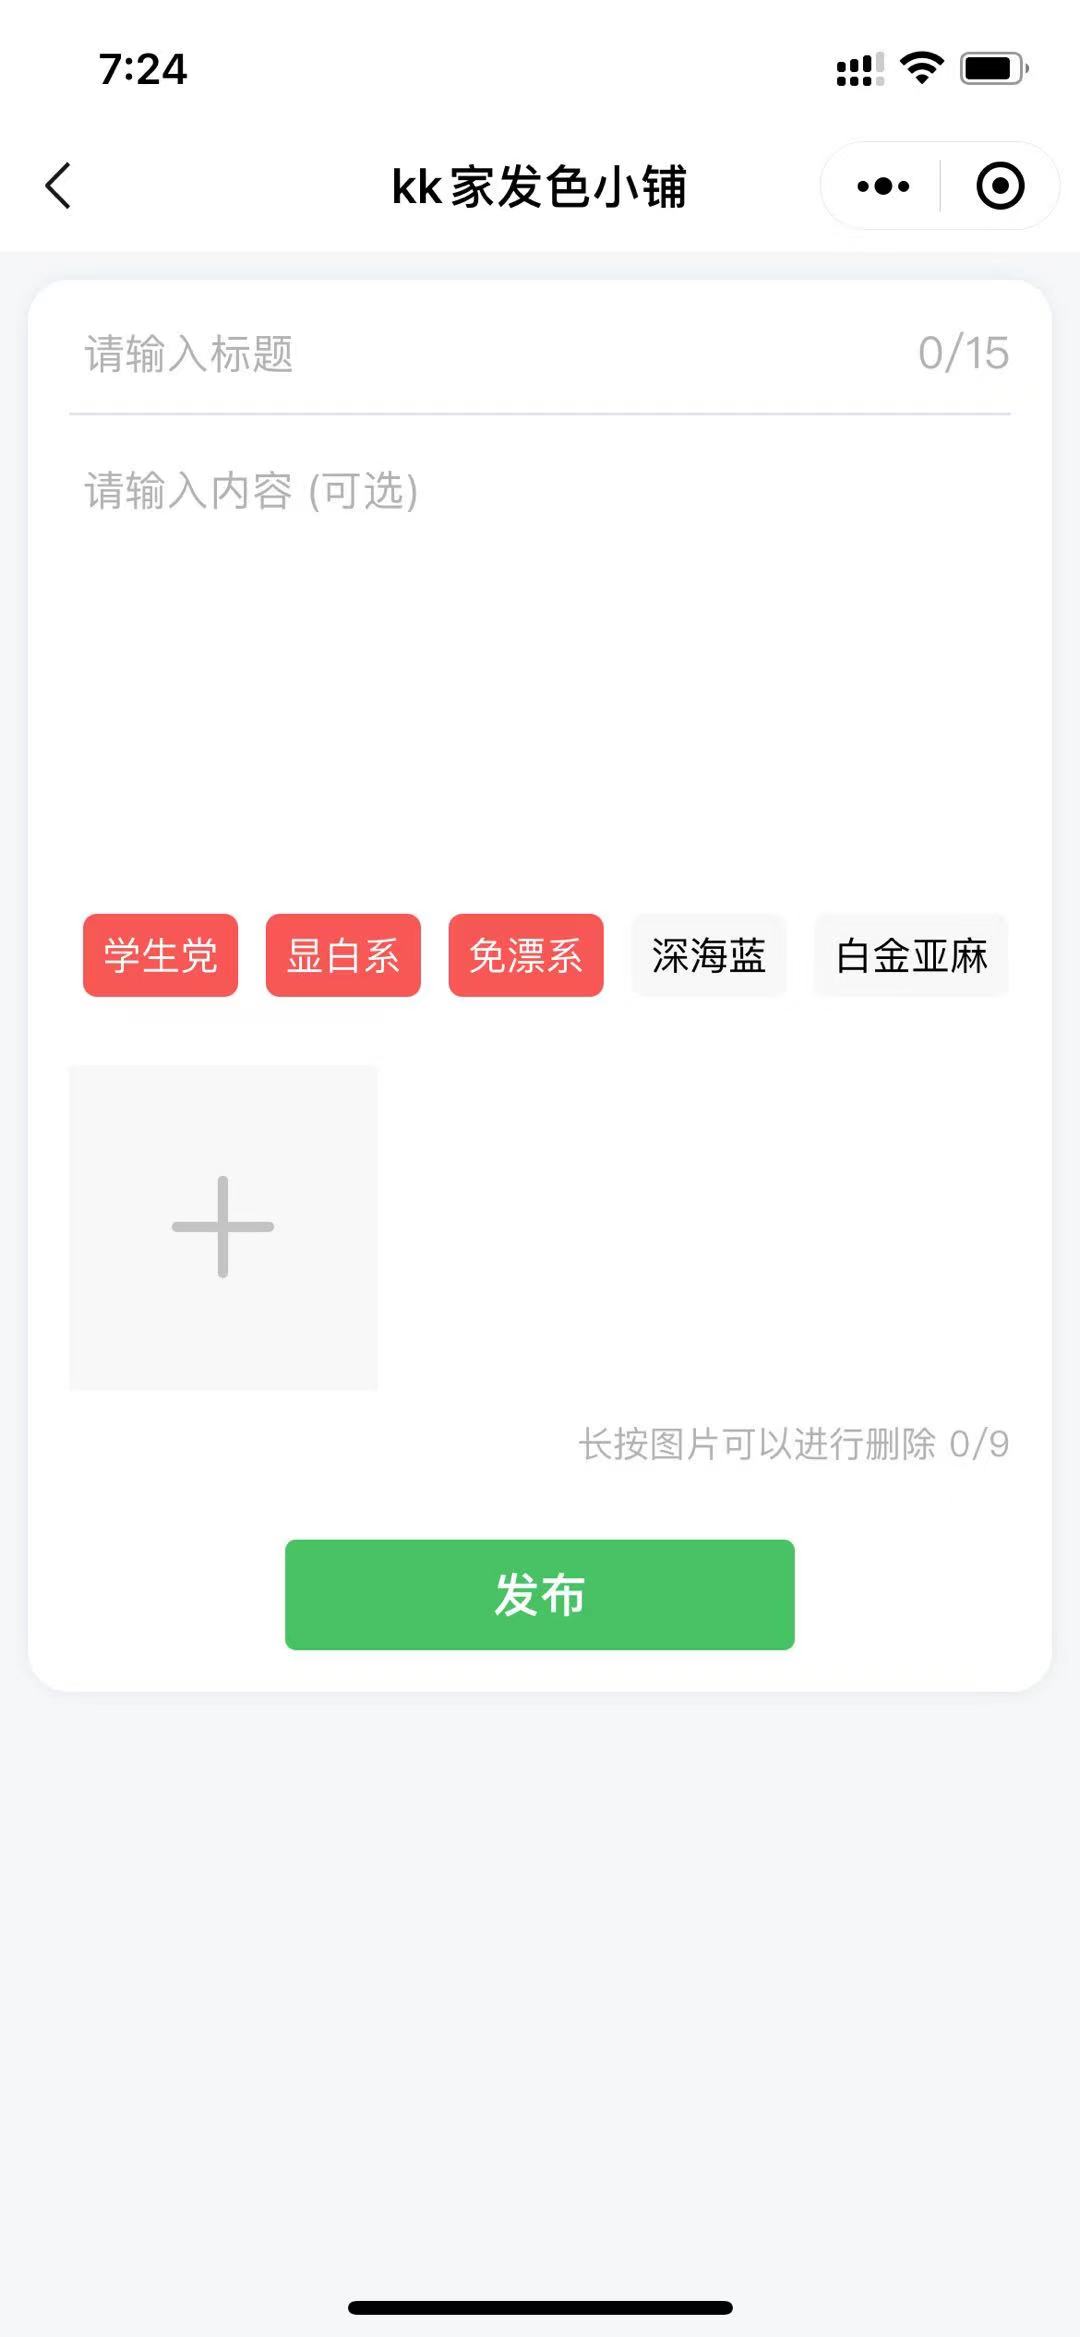 7:24
kk家发色小铺
请输入标题 0/15
请输入内容 (可选)
学生党 显白系 免漂系 深海蓝 白金亚麻
长按图片可以进行删除 0/9
发布